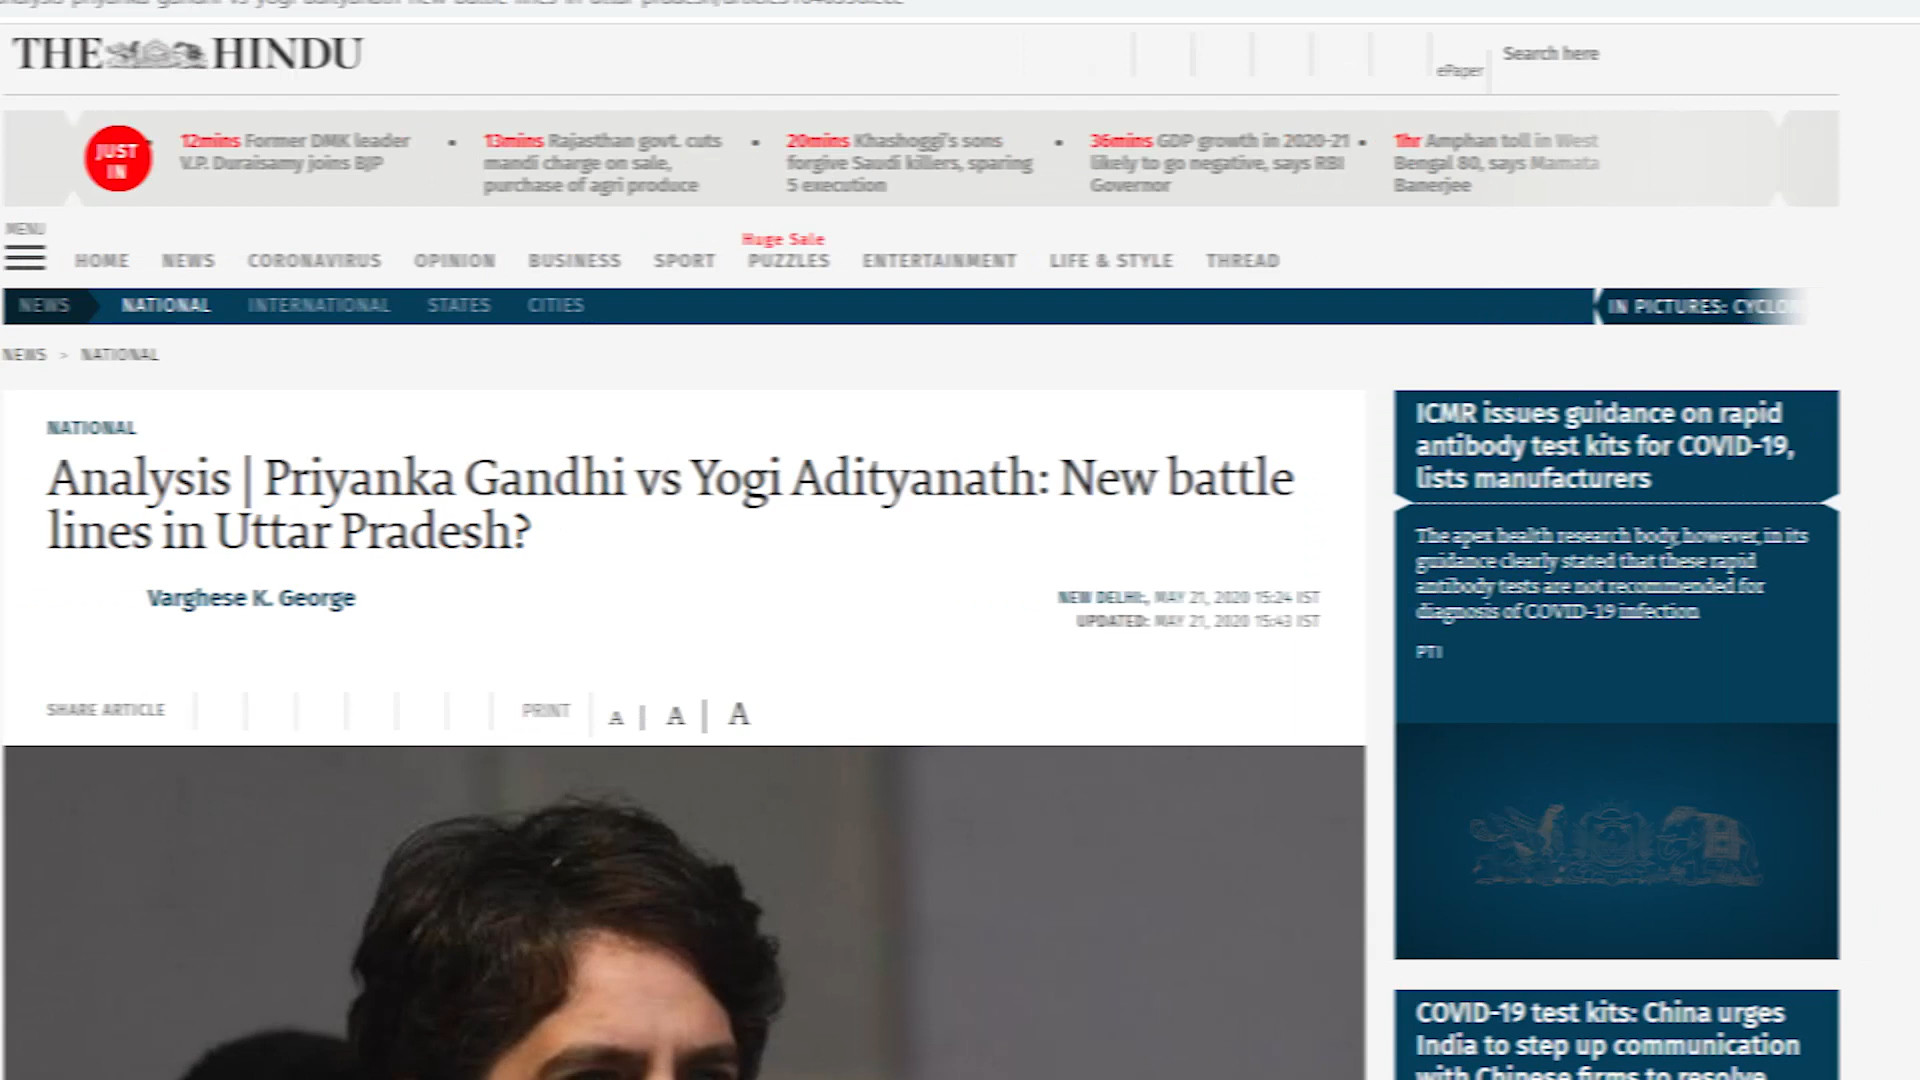 THE HINDU
ePaper
Search here
JUST
IN
12mins Former DMK leader
V.P. Duraisamy joins BJP
13mins Rajasthan govt. cuts
mandi charge on sale,
purchase of agri produce
20mins Khashoggi's sons
forgive Saudi killers, sparing
5 execution
36mins GDP growth in 2020-21
likely to go negative, says RBI
Governor
1hr Amphan toll in West
Bengal 80, says Mamata
Banerjee
MENU
Huge Sale
HOME NEWS CORONAVIRUS OPINION BUSINESS SPORT PUZZLES ENTERTAINMENT LIFE & STYLE THREAD
NEWS NATIONAL INTERNATIONAL STATES CITIES
IN PICTURES:
NEWS > NATIONAL
NATIONAL
Analysis | Priyanka Gandhi vs Yogi Adityanath: New battle
lines in Uttar Pradesh?
Varghese K. George
NEW DELHI:, MAY 21, 2020 15:24 IST
UPDATED: MAY 21, 2020 15:43 IST
SHARE ARTICLE
PRINT
A | A | A
ICMR issues guidance on rapid
antibody test kits for COVID-19,
lists manufacturers
The apex health research body, however, in its
guidance clearly stated that these rapid
antibody tests are not recommended for
diagnosis of COVID-19 infection
PTI
COVID-19 test kits: China urges
India to step up communication
with Chinese firms to resolve